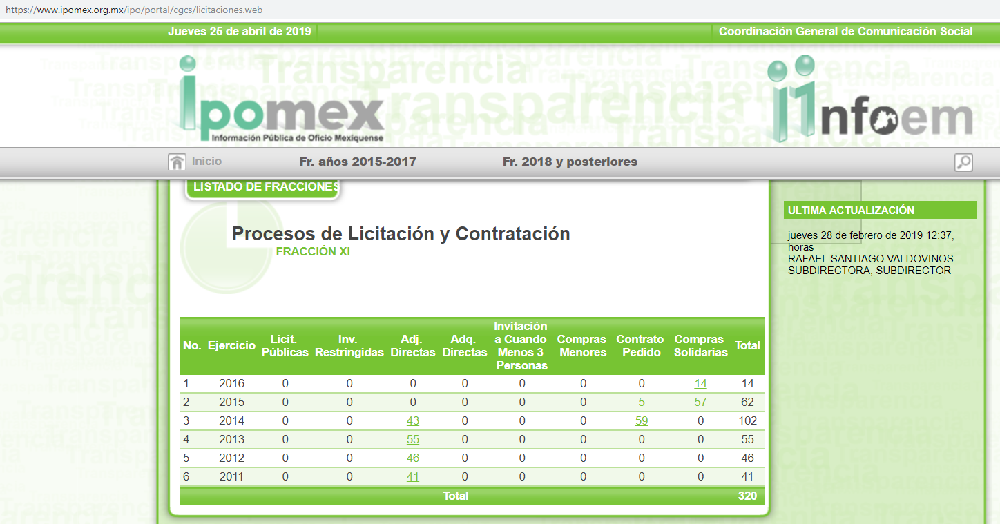 https://www.ipomex.org.mx/ipo/portal/cgcs/licitaciones.web
Jueves 25 de abril de 2019 Coordinación General de Comunicación Social
ipomex
Información Pública de Oficio Mexiquense
infoem
Inicio Fr. años 2015-2017 Fr. 2018 y posteriores
LISTADO DE FRACCIONES
Procesos de Licitación y Contratación
FRACCIÓN XI
ULTIMA ACTUALIZACIÓN
jueves 28 de febrero de 2019 12:37,
horas
RAFAEL SANTIAGO VALDOVINOS
SUBDIRECTORA, SUBDIRECTOR
No. Ejercicio Licit. Públicas Inv. Restringidas Adj. Directas Adq. Directas Invitación a Cuando Menos 3 Personas Compras Menores Contrato Pedido Compras Solidarias Total
1 2016 0 0 0 0 0 0 0 14 14
2 2015 0 0 0 0 0 0 5 57 62
3 2014 0 0 43 0 0 0 59 0 102
4 2013 0 0 55 0 0 0 0 0 55
5 2012 0 0 46 0 0 0 0 0 46
6 2011 0 0 41 0 0 0 0 0 41
Total 320